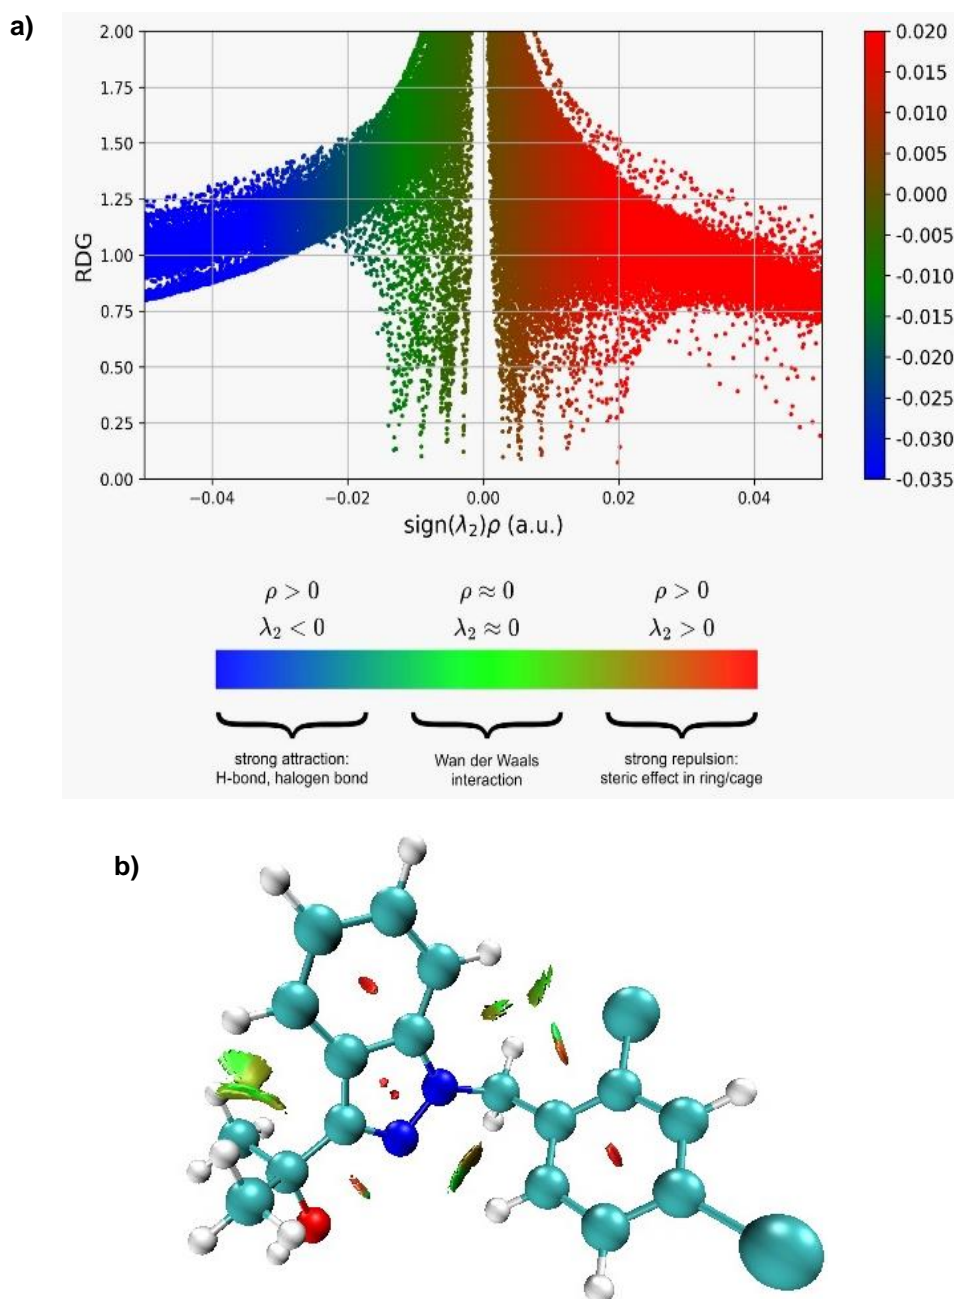 a)
2.00
1.75
1.50
1.25
1.00
0.75
0.50
0.25
0.00
RDG
−0.04 −0.02 0.00 0.02 0.04
sign(λ₂)ρ (a.u.)
0.020
0.015
0.010
0.005
0.000
-0.005
-0.010
-0.015
-0.020
-0.025
-0.030
-0.035
ρ > 0 ρ ≈ 0 ρ > 0
λ₂ < 0 λ₂ ≈ 0 λ₂ > 0
strong attraction:
H-bond, halogen bond
Wan der Waals
interaction
strong repulsion:
steric effect in ring/cage
b)